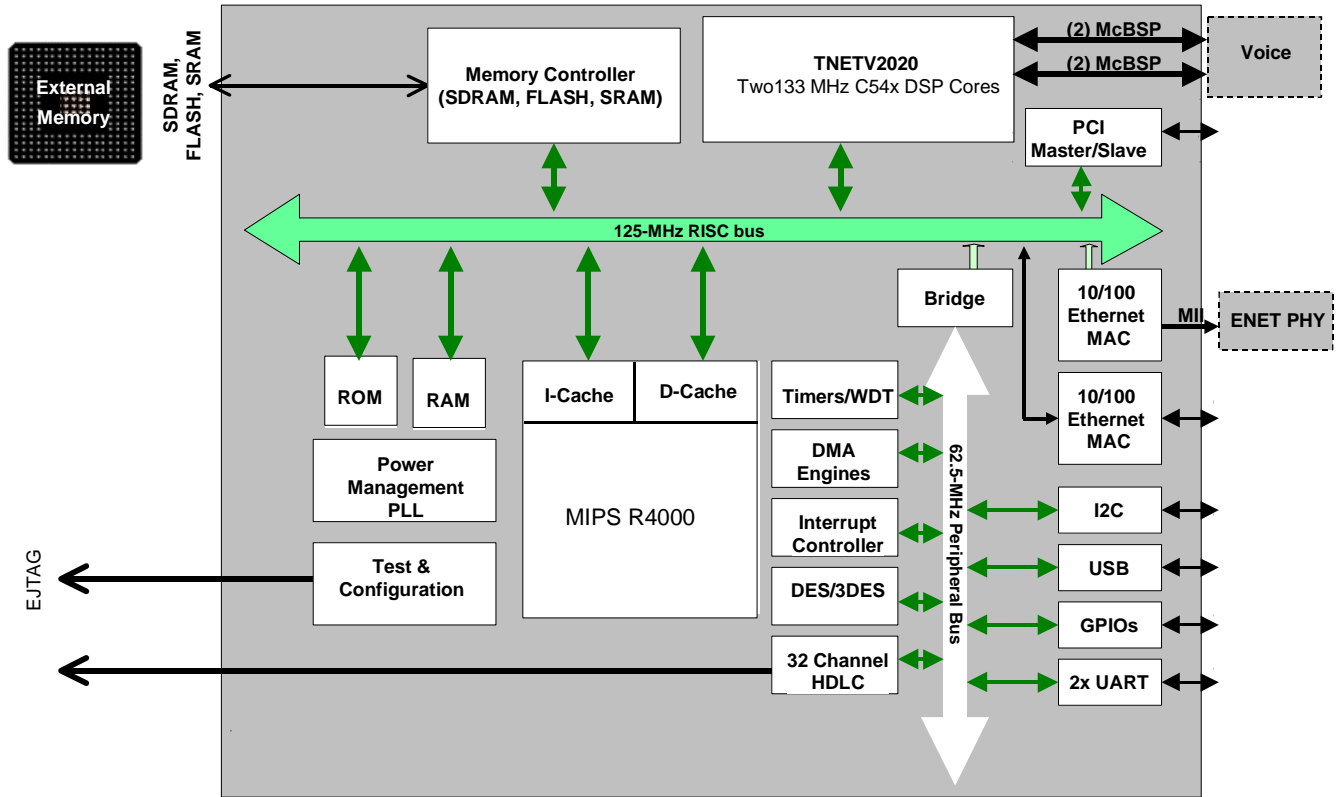 External
Memory
SDRAM,
FLASH, SRAM
Memory Controller
(SDRAM, FLASH, SRAM)
TNETV2020
Two133 MHz C54x DSP Cores
(2) McBSP
(2) McBSP
Voice
PCI
Master/Slave
125-MHz RISC bus
Bridge
10/100
Ethernet
MAC
MII
ENET PHY
ROM
RAM
I-Cache
D-Cache
MIPS R4000
Timers/WDT
10/100
Ethernet
MAC
Power
Management
PLL
DMA
Engines
62.5-MHz Peripheral Bus
Interrupt
Controller
I2C
EJTAG
Test &
Configuration
DES/3DES
USB
GPIOs
32 Channel
HDLC
2x UART